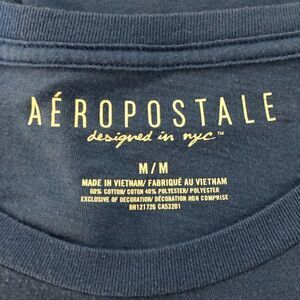 AÉROPOSTALE
designed in nyc™
M/M
MADE IN VIETNAM/ FABRIQUÉ AU VIETNAM
60% COTTON/ COTON 40% POLYESTER/ POLYESTER
EXCLUSIVE OF DECORATION/ DÉCORATION NON COMPRISE
RN121726 CA53201